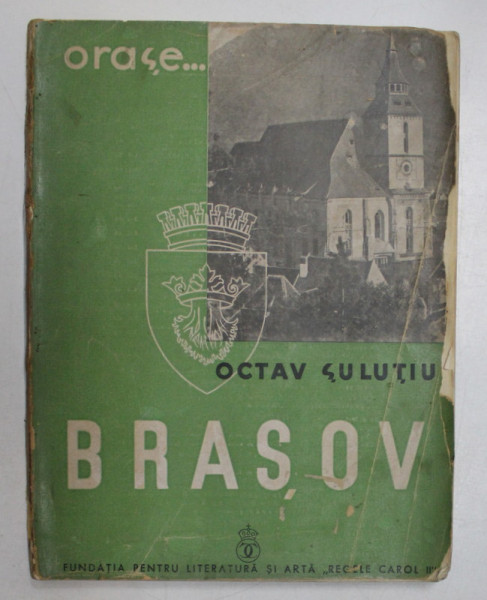 orașe...
OCTAV ȘULUȚIU
BRAȘOV
FUNDAȚIA PENTRU LITERATURĂ ȘI ARTĂ „REGELE CAROL II”